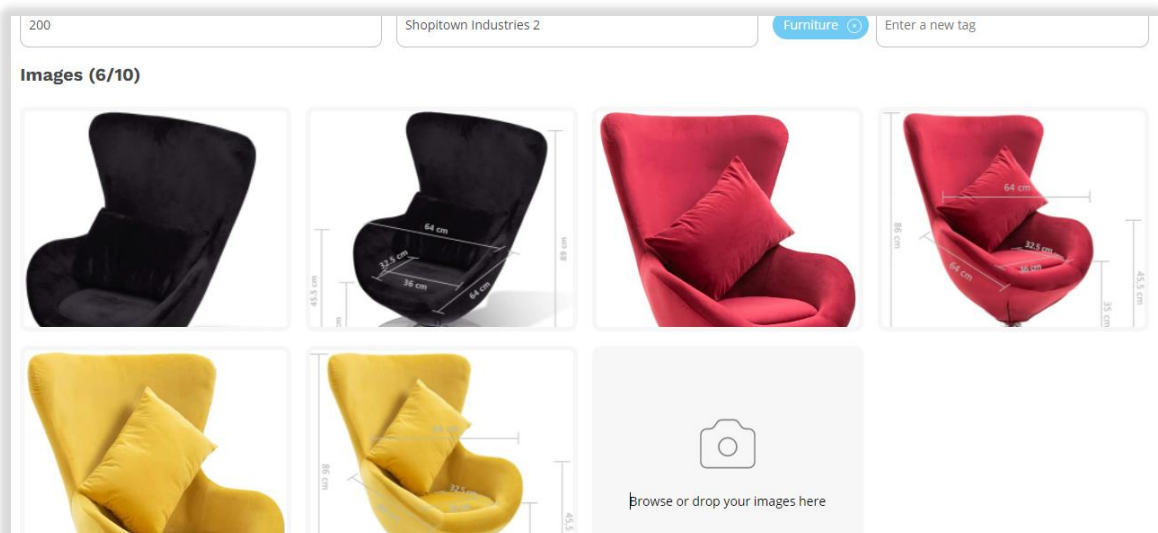 200
Shopitown Industries 2
Furniture
Enter a new tag
Images (6/10)
64 cm
32.5 cm
36 cm
64 cm
45.5 cm
89 cm
cm
64 cm
86 cm
32.5 cm
36 cm
64 cm
45.5 cm
35 cm
86 cm
32.5
45,5
Browse or drop your images here